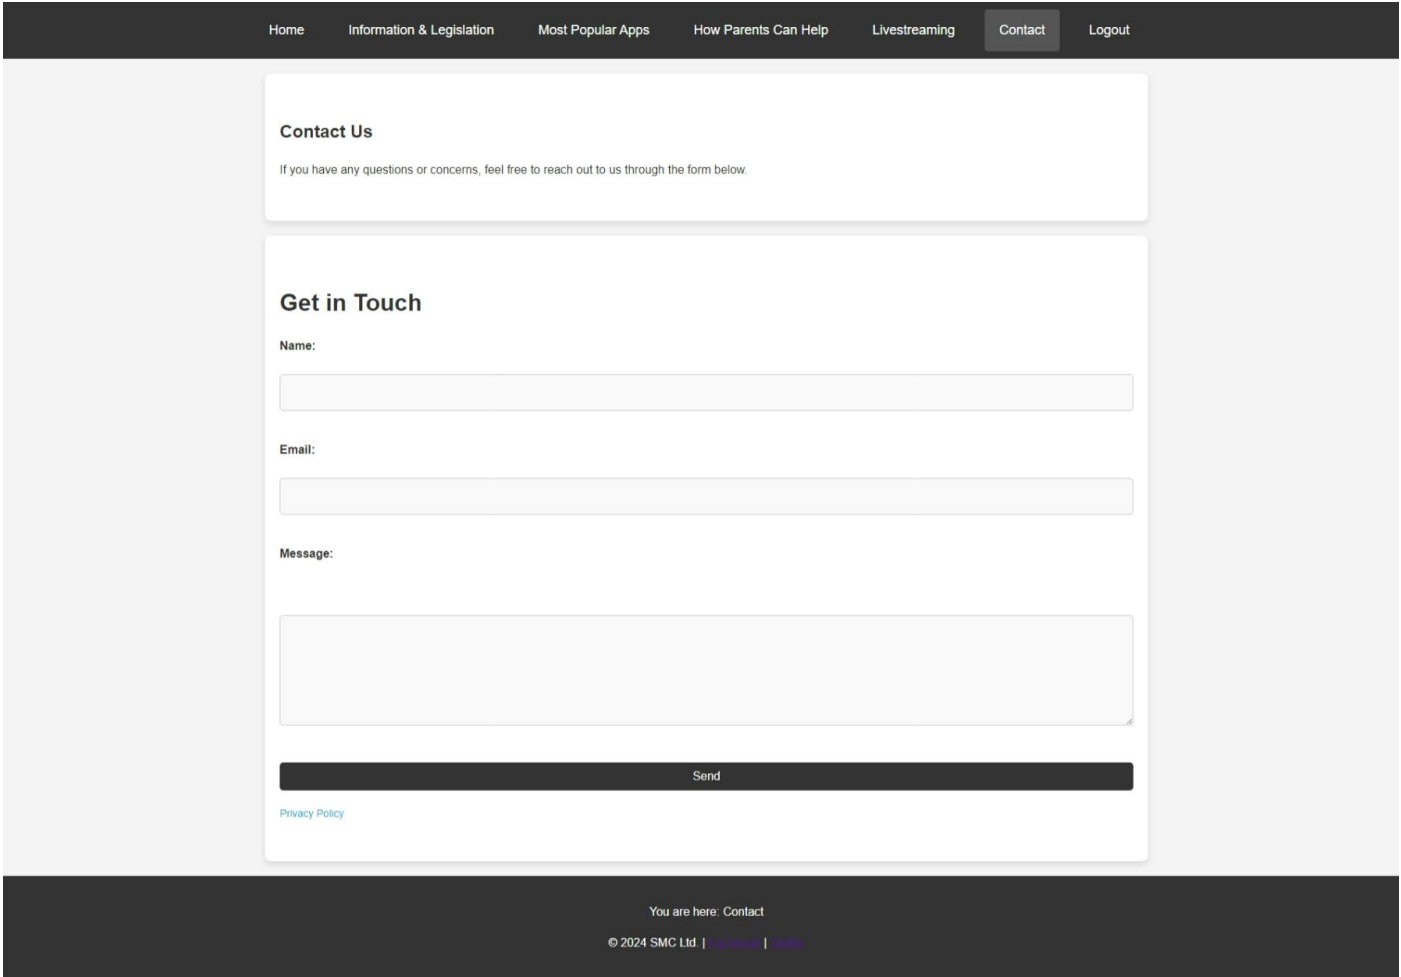 Home Information & Legislation Most Popular Apps How Parents Can Help Livestreaming Contact Logout
Contact Us
If you have any questions or concerns, feel free to reach out to us through the form below.
Get in Touch
Name:
Email:
Message:
Send
Privacy Policy
You are here: Contact
© 2024 SMC Ltd. | |